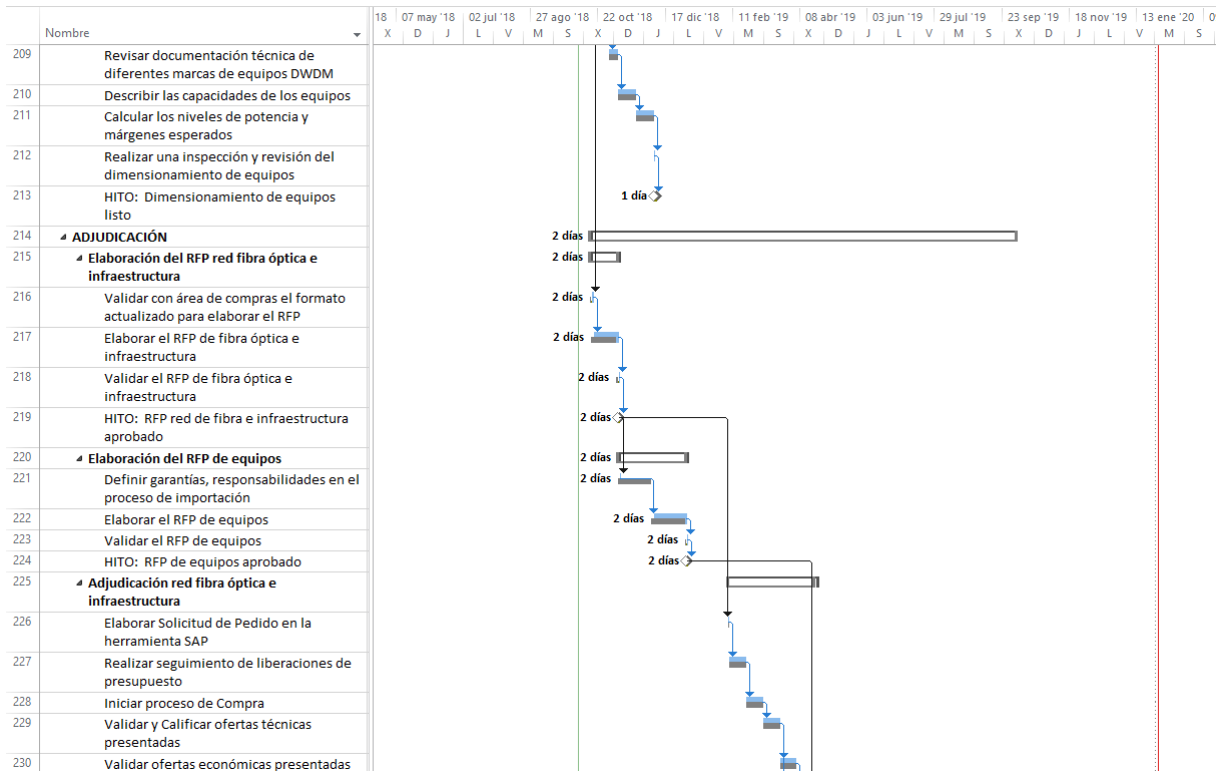 18 07 may '18 02 jul '18 27 ago '18 22 oct '18 17 dic '18 11 feb '19 08 abr '19 03 jun '19 29 jul '19 23 sep '19 18 nov '19 13 ene '20
Nombre X D J L V M S X D J L V M S X D J L V M S X D J L V M S
209 Revisar documentación técnica de
diferentes marcas de equipos DWDM
210 Describir las capacidades de los equipos
211 Calcular los niveles de potencia y
márgenes esperados
212 Realizar una inspección y revisión del
dimensionamiento de equipos
213 HITO: Dimensionamiento de equipos 1 día
listo
214 ADJUDICACIÓN 2 días
215 Elaboración del RFP red fibra óptica e 2 días
infraestructura
216 Validar con área de compras el formato 2 días
actualizado para elaborar el RFP
217 Elaborar el RFP de fibra óptica e 2 días
infraestructura
218 Validar el RFP de fibra óptica e 2 días
infraestructura
219 HITO: RFP red de fibra e infraestructura 2 días
aprobado
220 Elaboración del RFP de equipos 2 días
221 Definir garantías, responsabilidades en el 2 días
proceso de importación
222 Elaborar el RFP de equipos 2 días
223 Validar el RFP de equipos 2 días
224 HITO: RFP de equipos aprobado 2 días
225 Adjudicación red fibra óptica e
infraestructura
226 Elaborar Solicitud de Pedido en la
herramienta SAP
227 Realizar seguimiento de liberaciones de
presupuesto
228 Iniciar proceso de Compra
229 Validar y Calificar ofertas técnicas
presentadas
230 Validar ofertas económicas presentadas